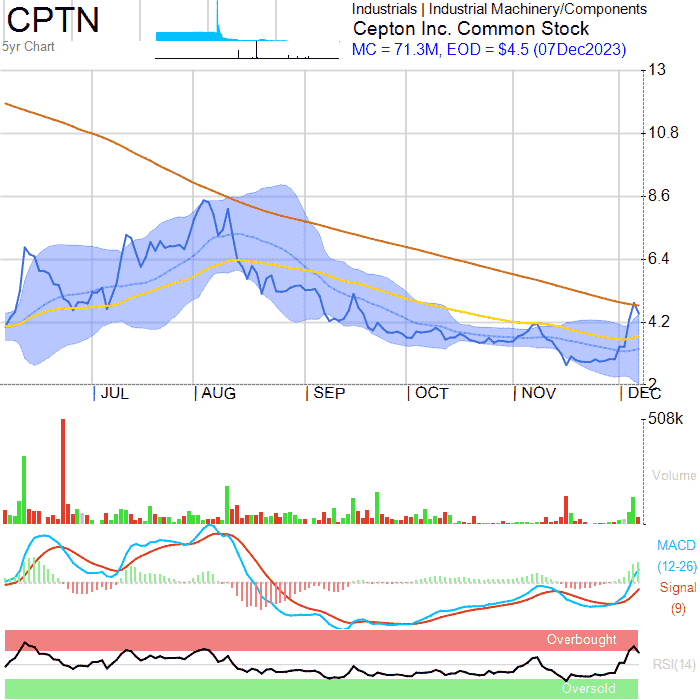 CPTN
5yr Chart
Industrials | Industrial Machinery/Components
Cepton Inc. Common Stock
MC = 71.3M, EOD = $4.5 (07Dec2023)
13
10.8
8.6
6.4
4.2
2
JUL
AUG
SEP
OCT
NOV
DEC
508k
Volume
MACD
(12-26)
Signal
(9)
Overbought
RSI(14)
Oversold